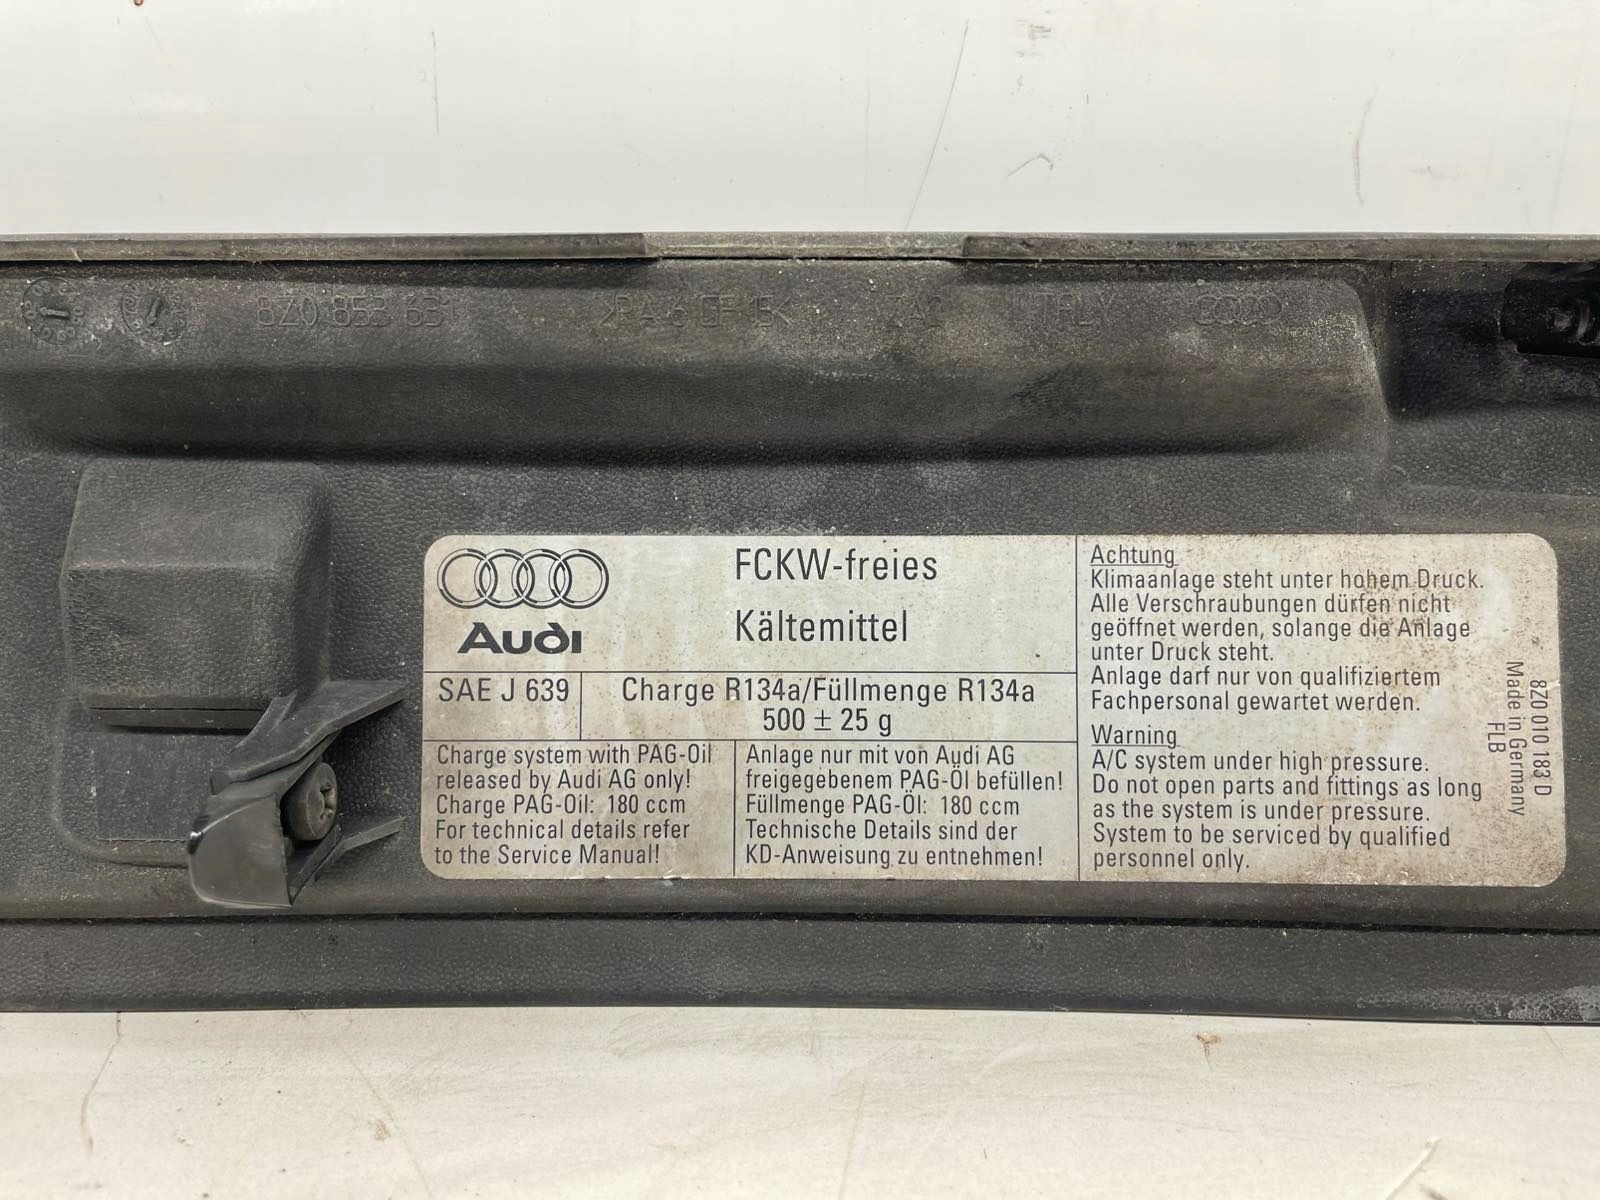 8Z0 853 631 >PA 6 GF 15< ITALY
Audi
FCKW-freies
Kältemittel
SAE J 639
Charge R134a/Füllmenge R134a
500 ± 25 g
Charge system with PAG-Oil
released by Audi AG only!
Charge PAG-Oil: 180 ccm
For technical details refer
to the Service Manual!
Anlage nur mit von Audi AG
freigegebenem PAG-Öl befüllen!
Füllmenge PAG-Öl: 180 ccm
Technische Details sind der
KD-Anweisung zu entnehmen!
Achtung
Klimaanlage steht unter hohem Druck.
Alle Verschraubungen dürfen nicht
geöffnet werden, solange die Anlage
unter Druck steht.
Anlage darf nur von qualifiziertem
Fachpersonal gewartet werden.
Warning
A/C system under high pressure.
Do not open parts and fittings as long
as the system is under pressure.
System to be serviced by qualified
personnel only.
8Z0 010 183 D
Made in Germany
FLB